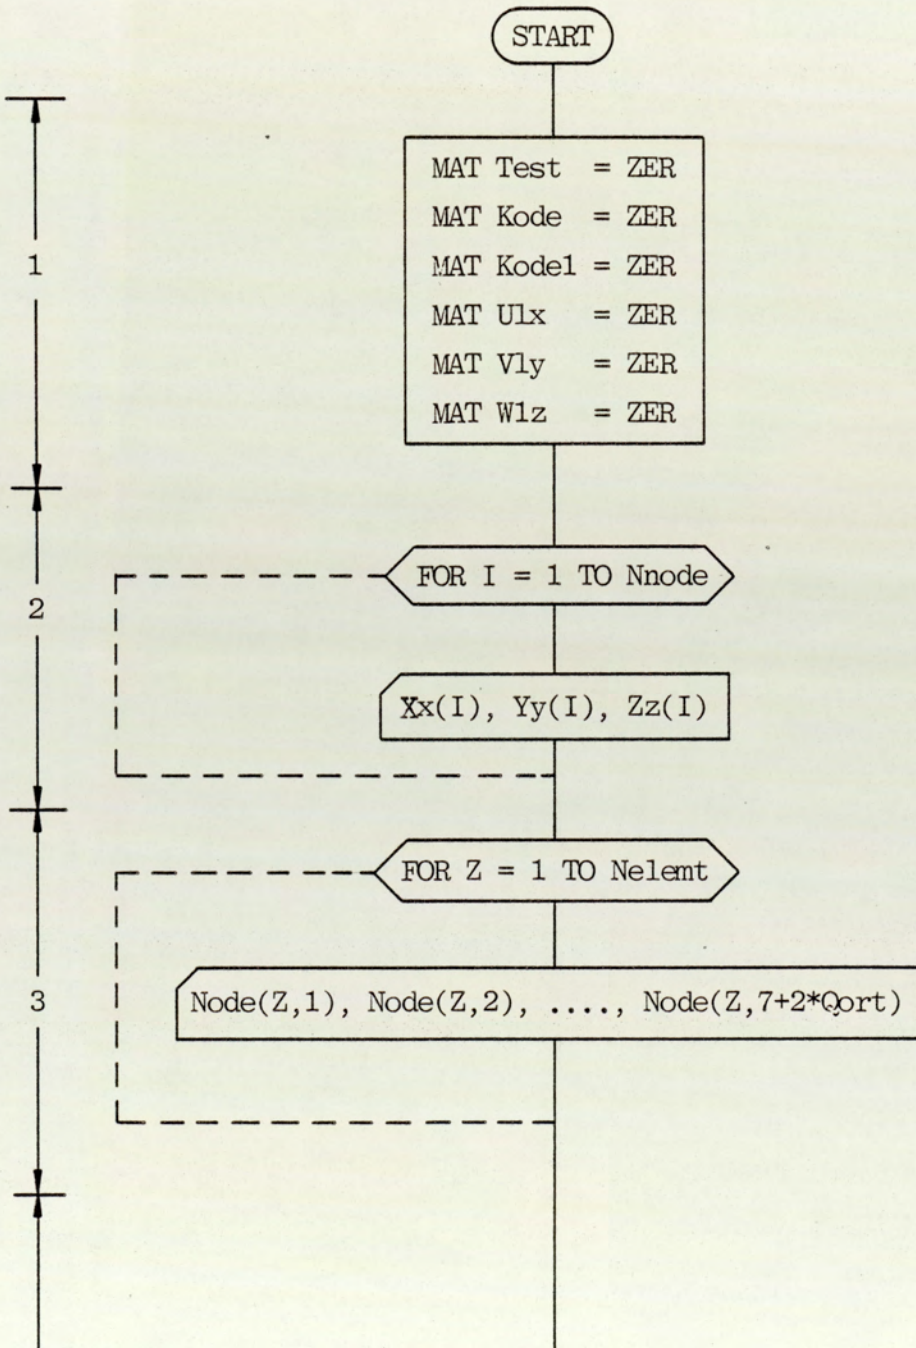 START
MAT Test = ZER
MAT Kode = ZER
MAT Kode1 = ZER
MAT U1x = ZER
MAT V1y = ZER
MAT W1z = ZER
1
FOR I = 1 TO Nnode
2
Xx(I), Yy(I), Zz(I)
FOR Z = 1 TO Nelemt
3
Node(Z,1), Node(Z,2), ...., Node(Z,7+2*Qort)